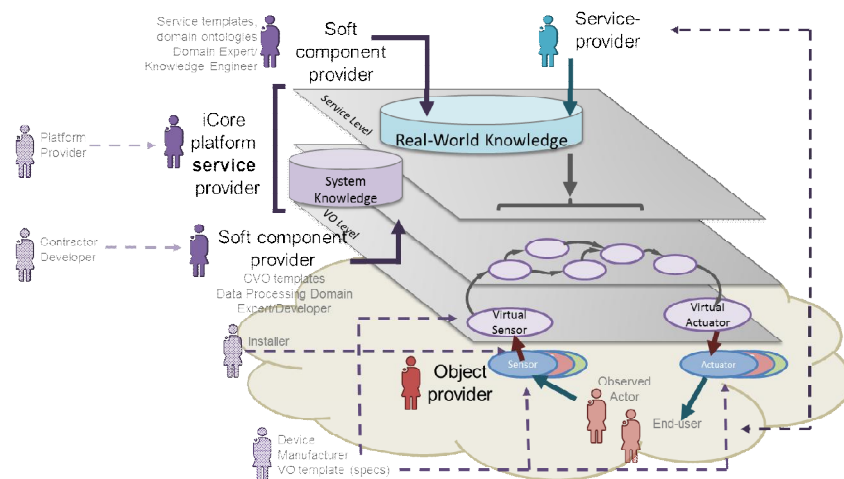 Service templates,
domain ontologies
Domain Expert/
Knowledge Engineer
Soft
component
provider
Service-
provider
Service Level
Real-World Knowledge
Platform
Provider
iCore
platform
service
provider
System
Knowledge
VO Level
Contractor
Developer
Soft component
provider
CVO templates
Data Processing Domain
Expert/Developer
Virtual
Sensor
Virtual
Actuator
Installer
Object
provider
Sensor
Actuator
Observed
Actor
End-user
Device
Manufacturer
VO template (specs)